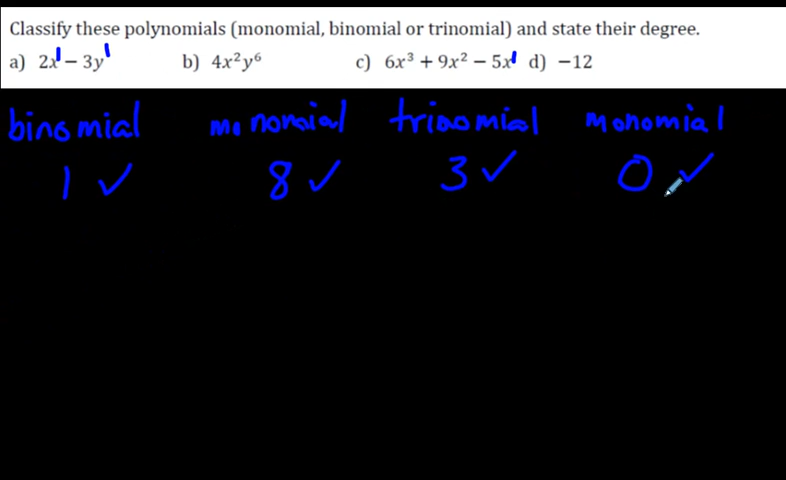 Classify these polynomials (monomial, binomial or trinomial) and state their degree.
a) 2x¹ – 3y¹ b) 4x²y⁶ c) 6x³ + 9x² – 5x¹ d) –12
binomial monomial trinomial monomial
1 ✓ 8 ✓ 3 ✓ 0 ✓